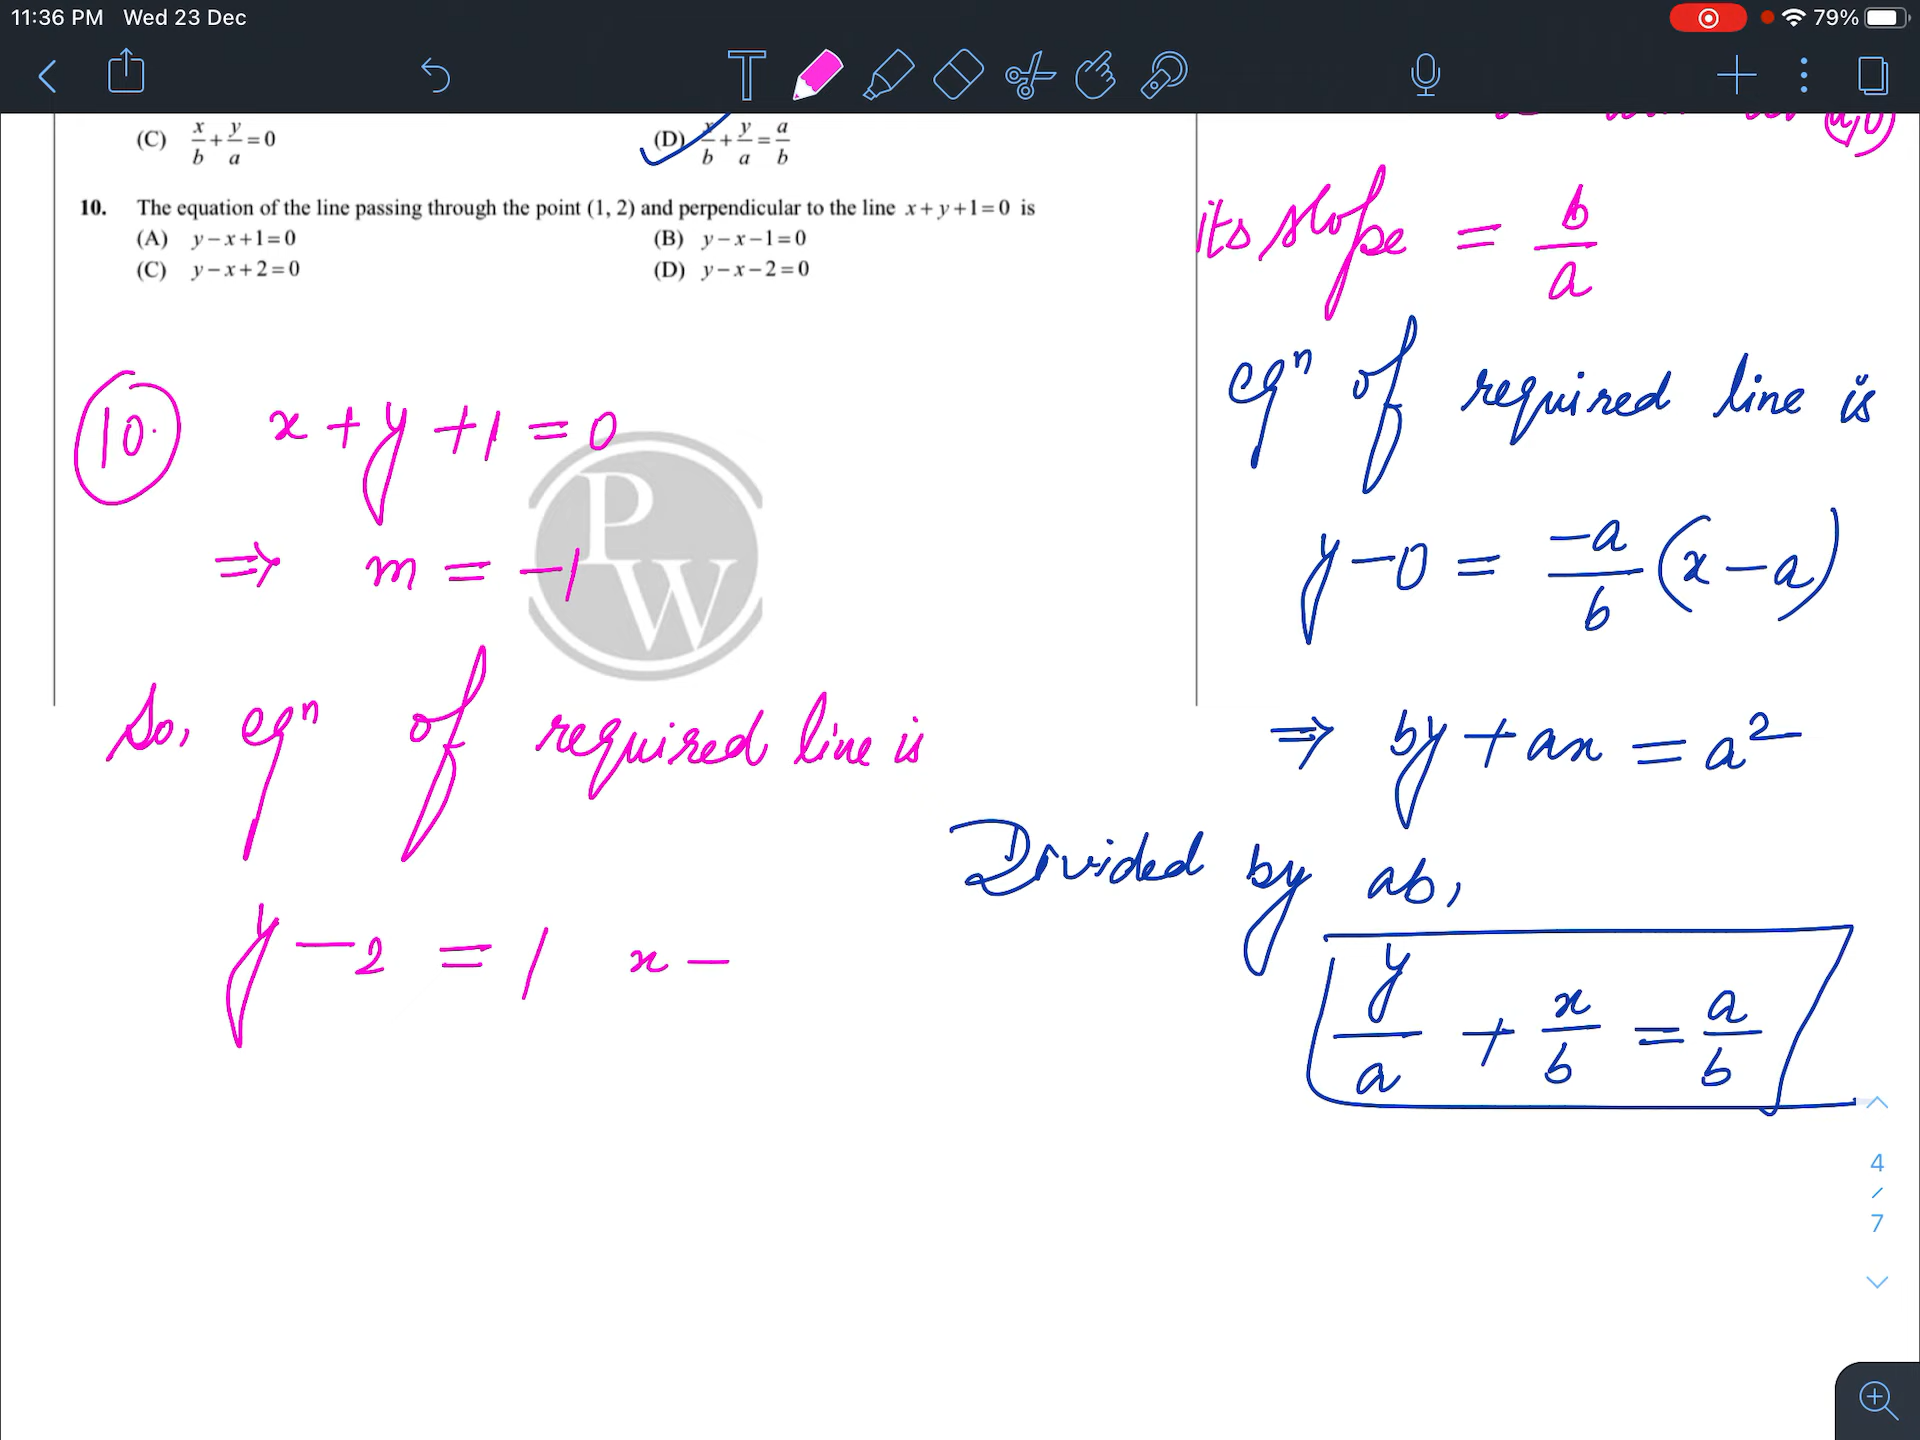 11:36 PM Wed 23 Dec
79%
(C) x/b + y/a = 0
(D) x/b + y/a = a/b
10. The equation of the line passing through the point (1, 2) and perpendicular to the line x + y + 1 = 0 is
(A) y − x + 1 = 0
(B) y − x − 1 = 0
(C) y − x + 2 = 0
(D) y − x − 2 = 0
10. x + y + 1 = 0
⇒ m = −1
So, eqⁿ of required line is
y − 2 = 1 x −
PW
its slope = b/a
eqⁿ of required line is
y − 0 = −a/b (x − a)
⇒ by + ax = a²
Divided by ab,
y/a + x/b = a/b
4
/
7